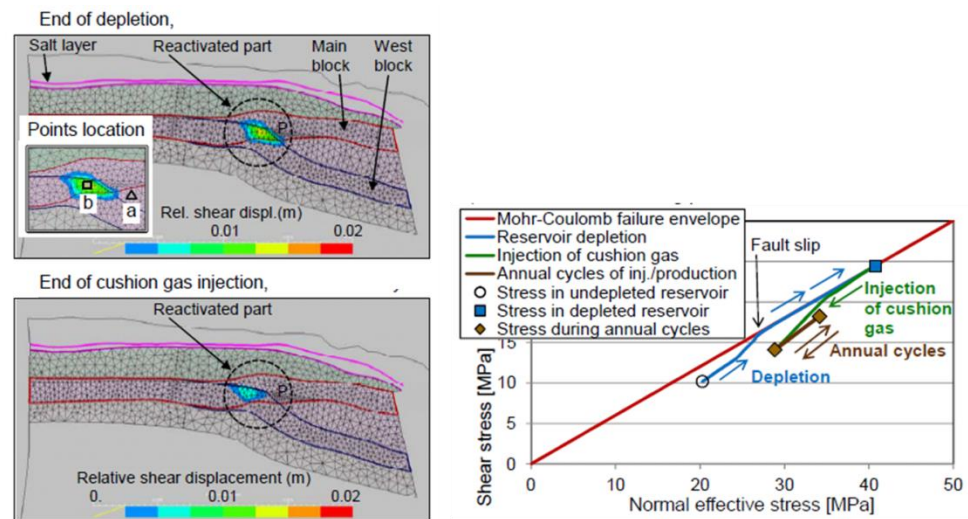 End of depletion,
Salt layer
Reactivated part
Main
block
West
block
Points location
P
b
a
Rel. shear displ.(m)
0.01
0.02
End of cushion gas injection,
Reactivated part
P
Relative shear displacement (m)
0.
0.01
0.02
Mohr-Coulomb failure envelope
Reservoir depletion
Injection of cushion gas
Annual cycles of inj./production
Stress in undepleted reservoir
Stress in depleted reservoir
Stress during annual cycles
Fault slip
Injection
of cushion
gas
Annual cycles
Depletion
Shear stress [MPa]
15
10
5
0
0
10
20
30
40
50
Normal effective stress [MPa]